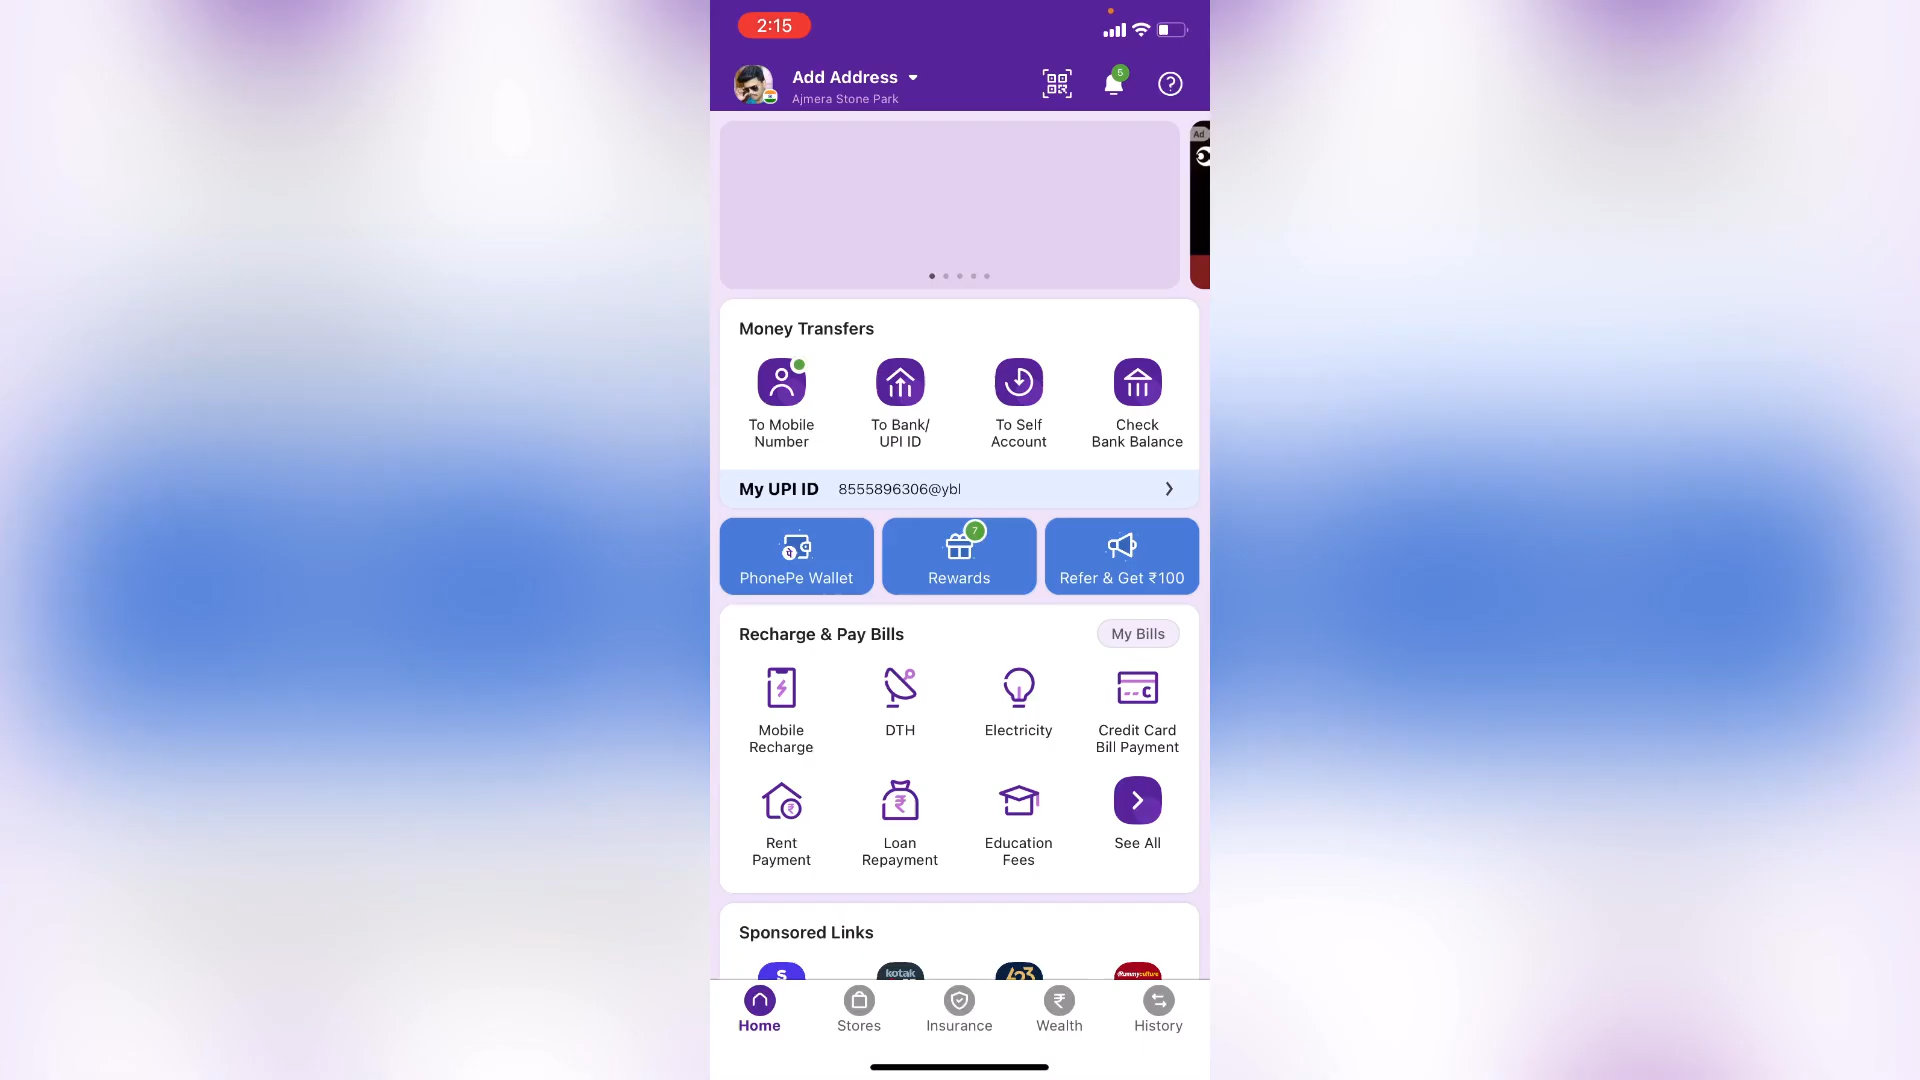 2:15
Add Address
Ajmera Stone Park
5
Ad
Money Transfers
To Mobile
Number
To Bank/
UPI ID
To Self
Account
Check
Bank Balance
My UPI ID 8555896306@ybl
7
पे
PhonePe Wallet
Rewards
Refer & Get ₹100
Recharge & Pay Bills
My Bills
Mobile
Recharge
DTH
Electricity
Credit Card
Bill Payment
Rent
Payment
Loan
Repayment
Education
Fees
See All
Sponsored Links
S
kotak
Rummyculture
Home
Stores
Insurance
Wealth
History